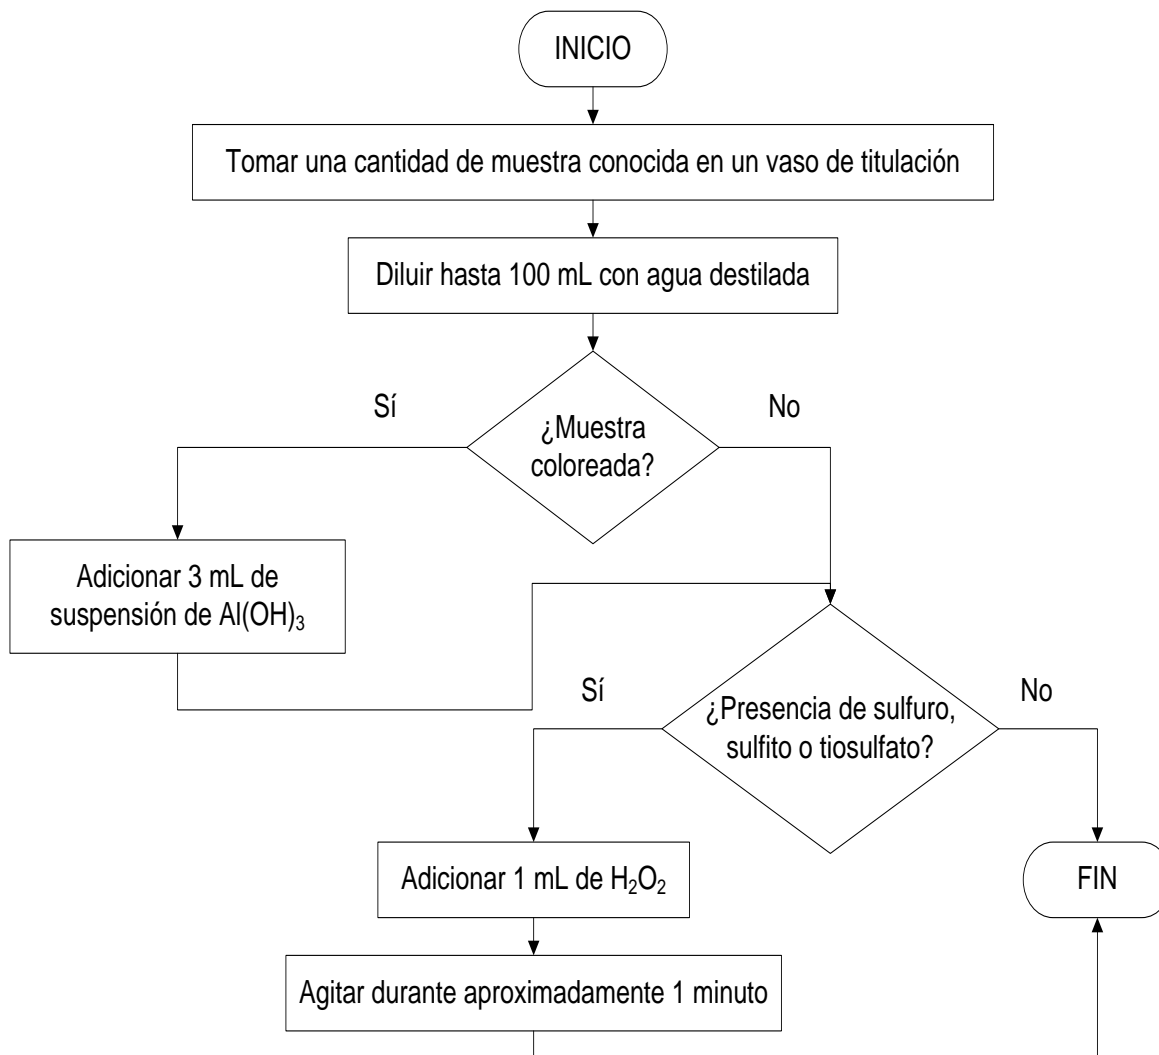 INICIO
Tomar una cantidad de muestra conocida en un vaso de titulación
Diluir hasta 100 mL con agua destilada
Sí
No
¿Muestra
coloreada?
Adicionar 3 mL de
suspensión de Al(OH)₃
Sí
No
¿Presencia de sulfuro,
sulfito o tiosulfato?
Adicionar 1 mL de H₂O₂
FIN
Agitar durante aproximadamente 1 minuto